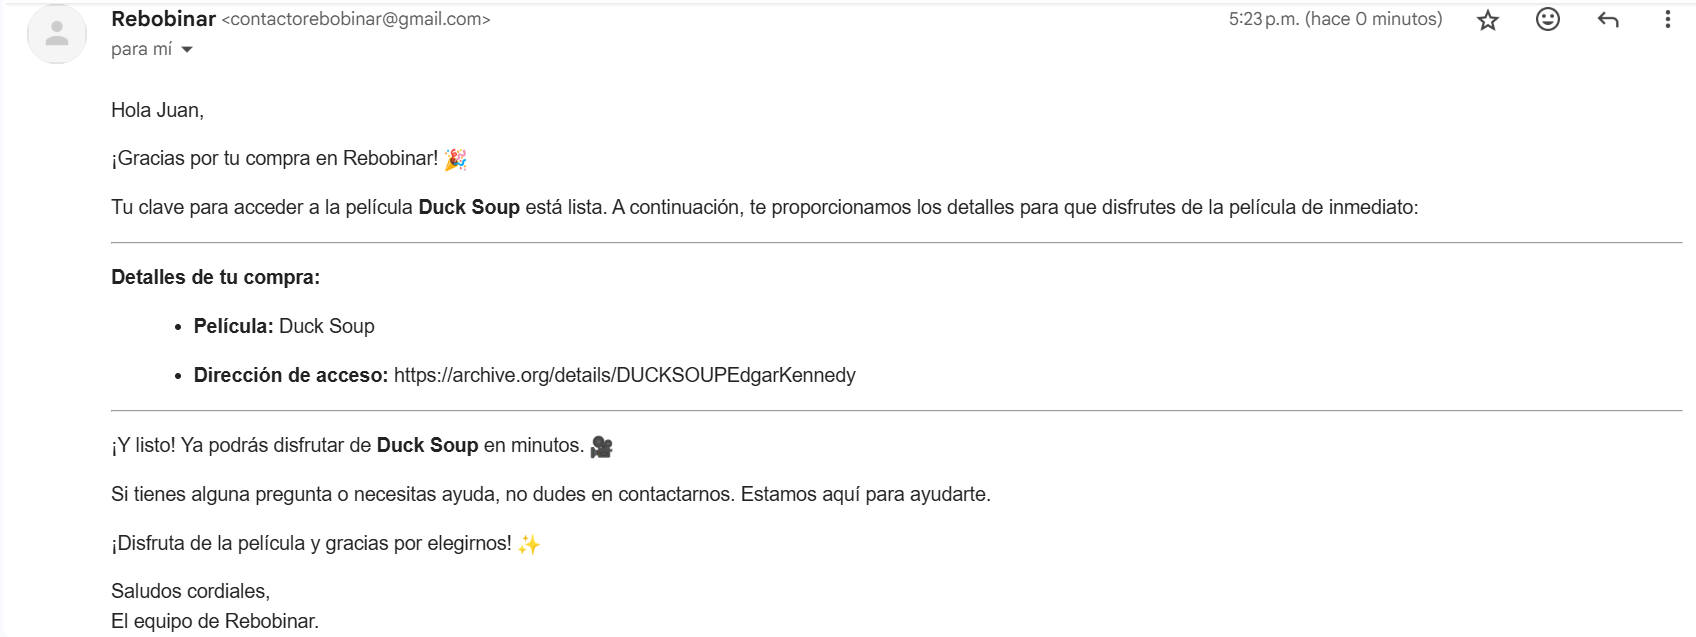 Rebobinar <contactorebobinar@gmail.com>
5:23 p.m. (hace 0 minutos)
para mí
Hola Juan,
¡Gracias por tu compra en Rebobinar! 🎉
Tu clave para acceder a la película Duck Soup está lista. A continuación, te proporcionamos los detalles para que disfrutes de la película de inmediato:
Detalles de tu compra:
• Película: Duck Soup
• Dirección de acceso: https://archive.org/details/DUCKSOUPEdgarKennedy
¡Y listo! Ya podrás disfrutar de Duck Soup en minutos. 🎥
Si tienes alguna pregunta o necesitas ayuda, no dudes en contactarnos. Estamos aquí para ayudarte.
¡Disfruta de la película y gracias por elegirnos! ✨
Saludos cordiales,
El equipo de Rebobinar.